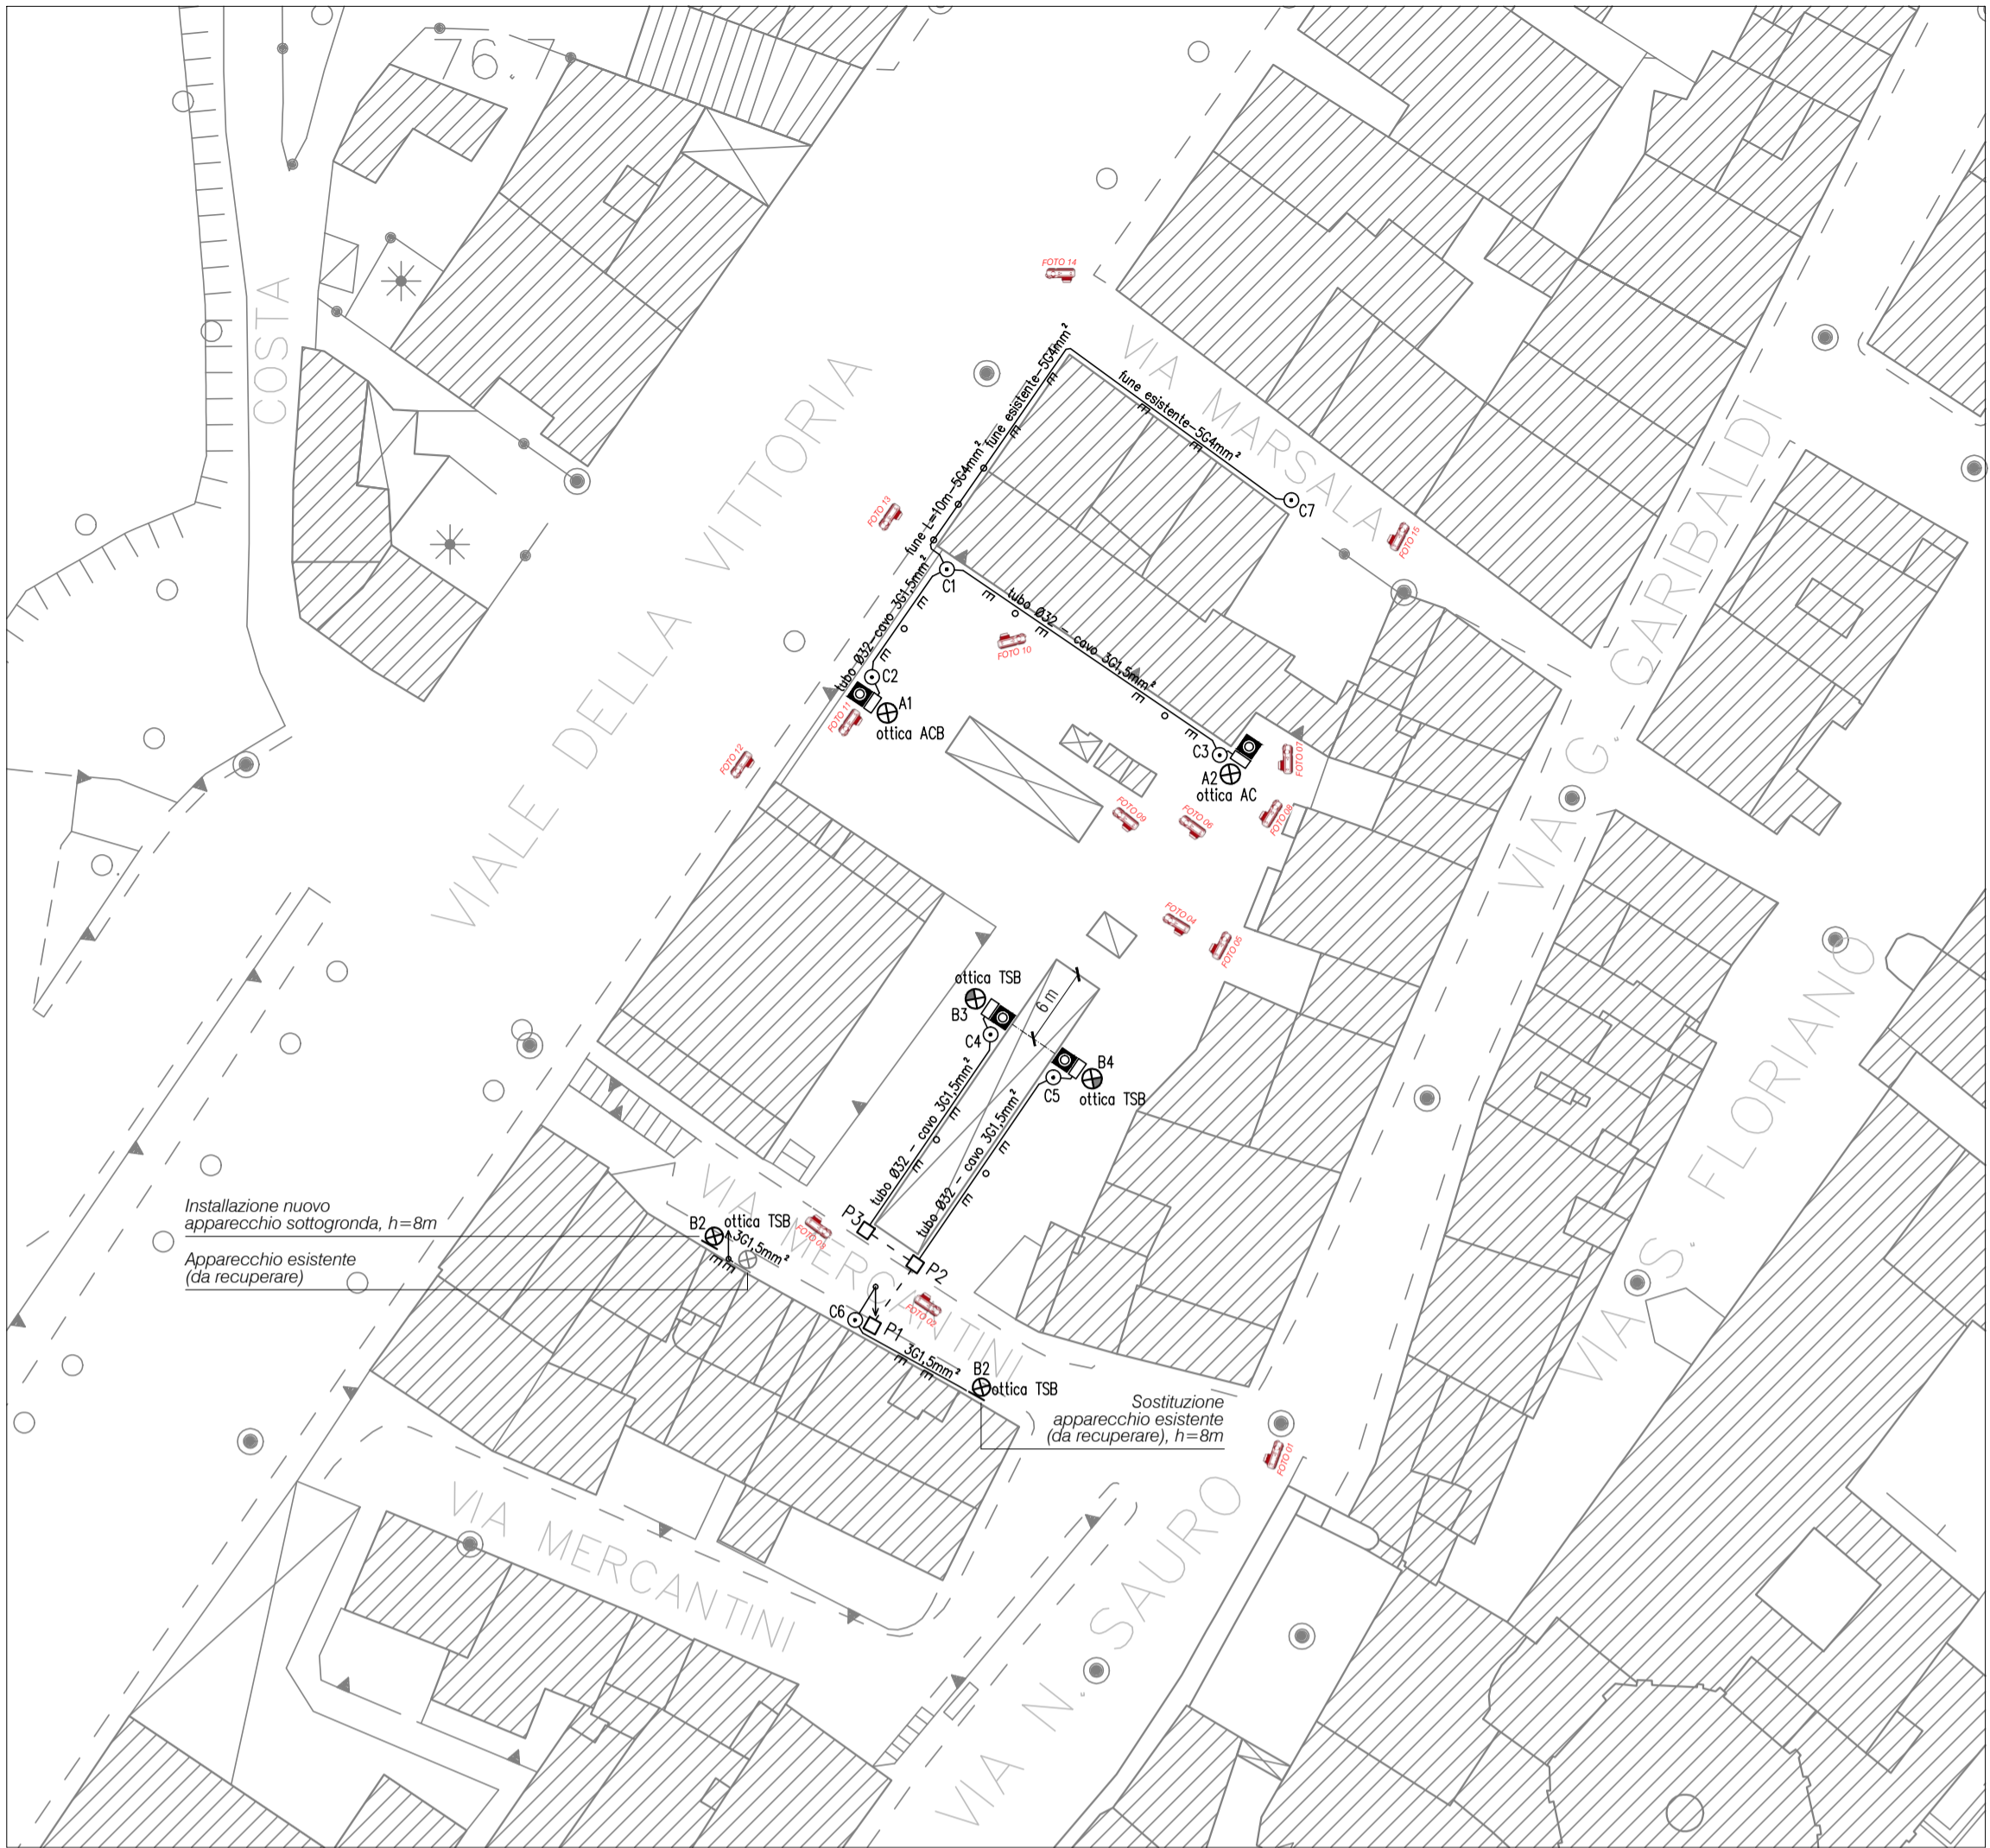 76.7
COSTA
FOTO 14
VIA MARSALA
fune esistente-5G4mm²
fune esistente-5G4mm²
fune L=10m-5G4mm²
VIALE DELLA VITTORIA
C7
FOTO 13
FOTO 15
VIA G. GARIBALDI
C1
tubo Ø32-cavo 3G1,5mm²
tubo Ø32 - cavo 3G1,5mm²
FOTO 10
C2
A1
ottica ACB
FOTO 11
FOTO 12
C3
A2
ottica AC
FOTO 07
FOTO 08
FOTO 09
FOTO 06
FOTO 04
FOTO 05
VIA S. FLORIANO
ottica TSB
B3
6 m
C4
B4
C5
ottica TSB
tubo Ø32 - cavo 3G1,5mm²
tubo Ø32 - cavo 3G1,5mm²
VIA MERCANTINI
Installazione nuovo
apparecchio sottogronda, h=8m
B2
ottica TSB
3G1,5mm²
FOTO 03
P3
P2
Apparecchio esistente
(da recuperare)
C6
P1
FOTO 02
3G1,5mm²
B2
ottica TSB
Sostituzione
apparecchio esistente
(da recuperare), h=8m
FOTO 01
VIA MERCANTINI
VIA N. SAURO